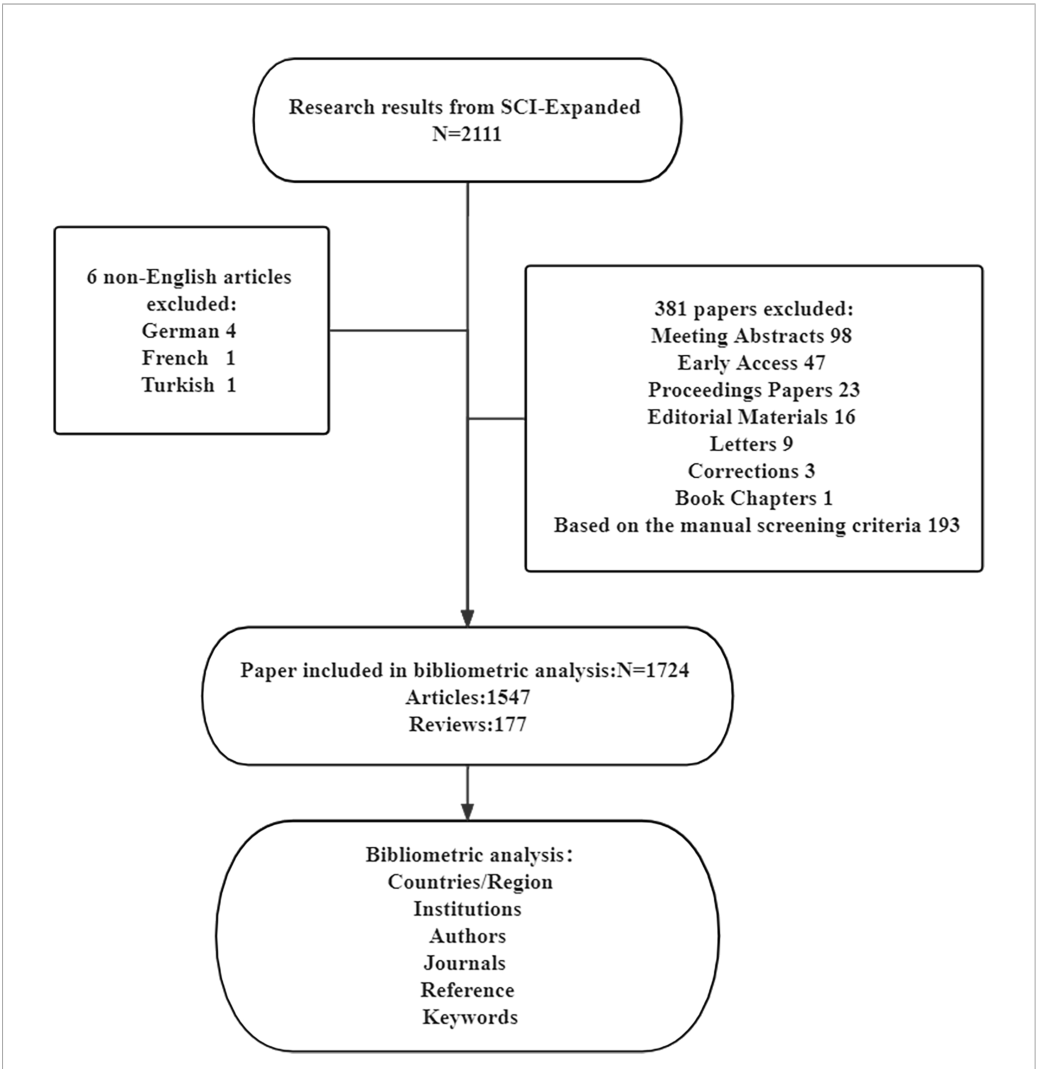 Research results from SCI-Expanded
N=2111
6 non-English articles
excluded:
German 4
French 1
Turkish 1
381 papers excluded:
Meeting Abstracts 98
Early Access 47
Proceedings Papers 23
Editorial Materials 16
Letters 9
Corrections 3
Book Chapters 1
Based on the manual screening criteria 193
Paper included in bibliometric analysis:N=1724
Articles:1547
Reviews:177
Bibliometric analysis:
Countries/Region
Institutions
Authors
Journals
Reference
Keywords